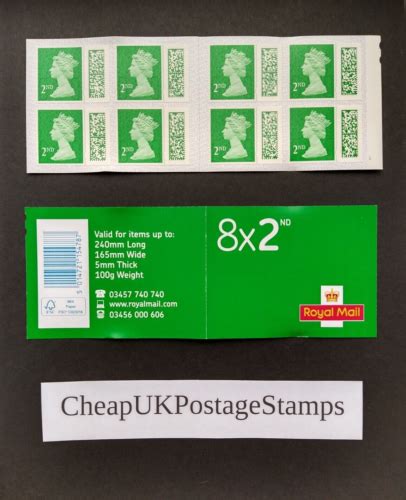 2ND 2ND 2ND 2ND
2ND 2ND 2ND 2ND
Valid for items up to:
240mm Long
165mm Wide
5mm Thick
100g Weight
03457 740 740
www.royalmail.com
03456 000 606
8x2ND
Royal Mail
CheapUKPostageStamps